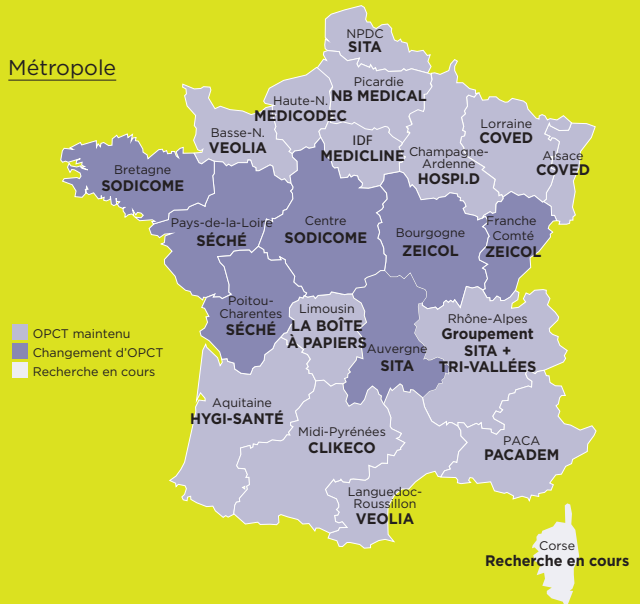 Métropole
NPDC
SITA
Picardie
NB MEDICAL
Haute-N.
MEDICODEC
Basse-N.
VEOLIA
IDF
MEDICLINE
Champagne-
Ardenne
HOSPI.D
Lorraine
COVED
Alsace
COVED
Bretagne
SODICOME
Pays-de-la-Loire
SÉCHÉ
Centre
SODICOME
Bourgogne
ZEICOL
Franche
Comté
ZEICOL
Poitou-
Charentes
SÉCHÉ
Limousin
LA BOÎTE
À PAPIERS
Auvergne
SITA
Rhône-Alpes
Groupement
SITA +
TRI-VALLÉES
OPCT maintenu
Changement d'OPCT
Recherche en cours
Aquitaine
HYGI-SANTÉ
Midi-Pyrénées
CLIKECO
PACA
PACADEM
Languedoc-
Roussillon
VEOLIA
Corse
Recherche en cours